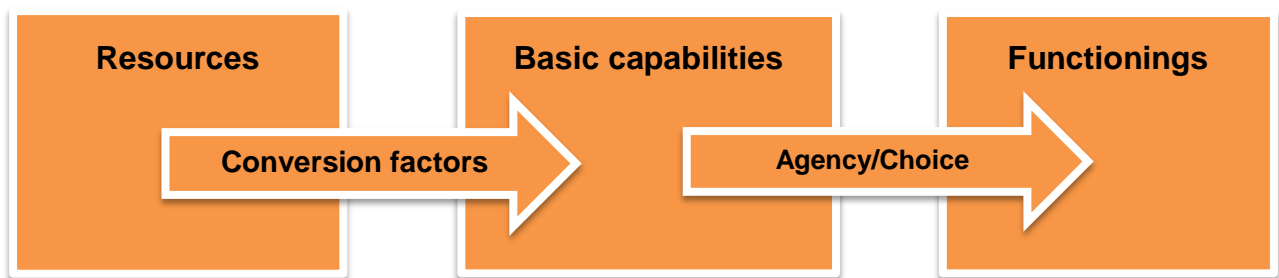 Resources
Basic capabilities
Functionings
Conversion factors
Agency/Choice